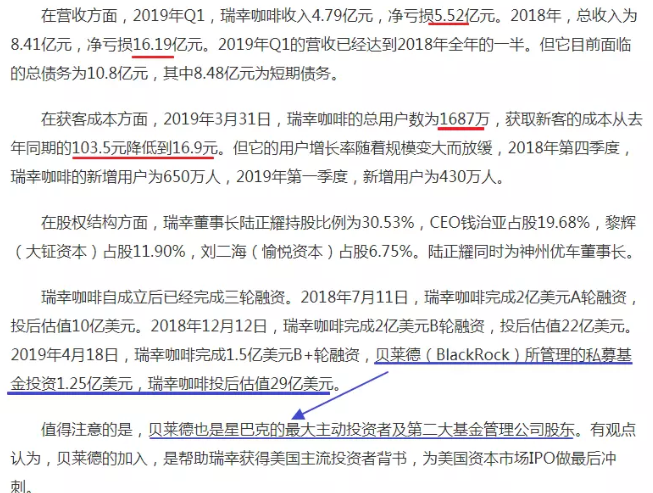 在营收方面，2019年Q1，瑞幸咖啡收入4.79亿元，净亏损5.52亿元。2018年，总收入为
8.41亿元，净亏损16.19亿元。2019年Q1的营收已经达到2018年全年的一半。但它目前面临
的总债务为10.8亿元，其中8.48亿元为短期债务。
在获客成本方面，2019年3月31日，瑞幸咖啡的总用户数为1687万，获取新客的成本从去
年同期的103.5元降低到16.9元。但它的用户增长率随着规模变大而放缓，2018年第四季度，
瑞幸咖啡的新增用户为650万人，2019年第一季度，新增用户为430万人。
在股权结构方面，瑞幸董事长陆正耀持股比例为30.53%，CEO钱治亚占股19.68%，黎辉
（大钲资本）占股11.90%，刘二海（愉悦资本）占股6.75%。陆正耀同时为神州优车董事长。
瑞幸咖啡自成立后已经完成三轮融资。2018年7月11日，瑞幸咖啡完成2亿美元A轮融资，
投后估值10亿美元。2018年12月12日，瑞幸咖啡完成2亿美元B轮融资，投后估值22亿美元。
2019年4月18日，瑞幸咖啡完成1.5亿美元B+轮融资，贝莱德（BlackRock）所管理的私募基
金投资1.25亿美元，瑞幸咖啡投后估值29亿美元。
值得注意的是，贝莱德也是星巴克的最大主动投资者及第二大基金管理公司股东。有观点
认为，贝莱德的加入，是帮助瑞幸获得美国主流投资者背书，为美国资本市场IPO做最后冲
刺。